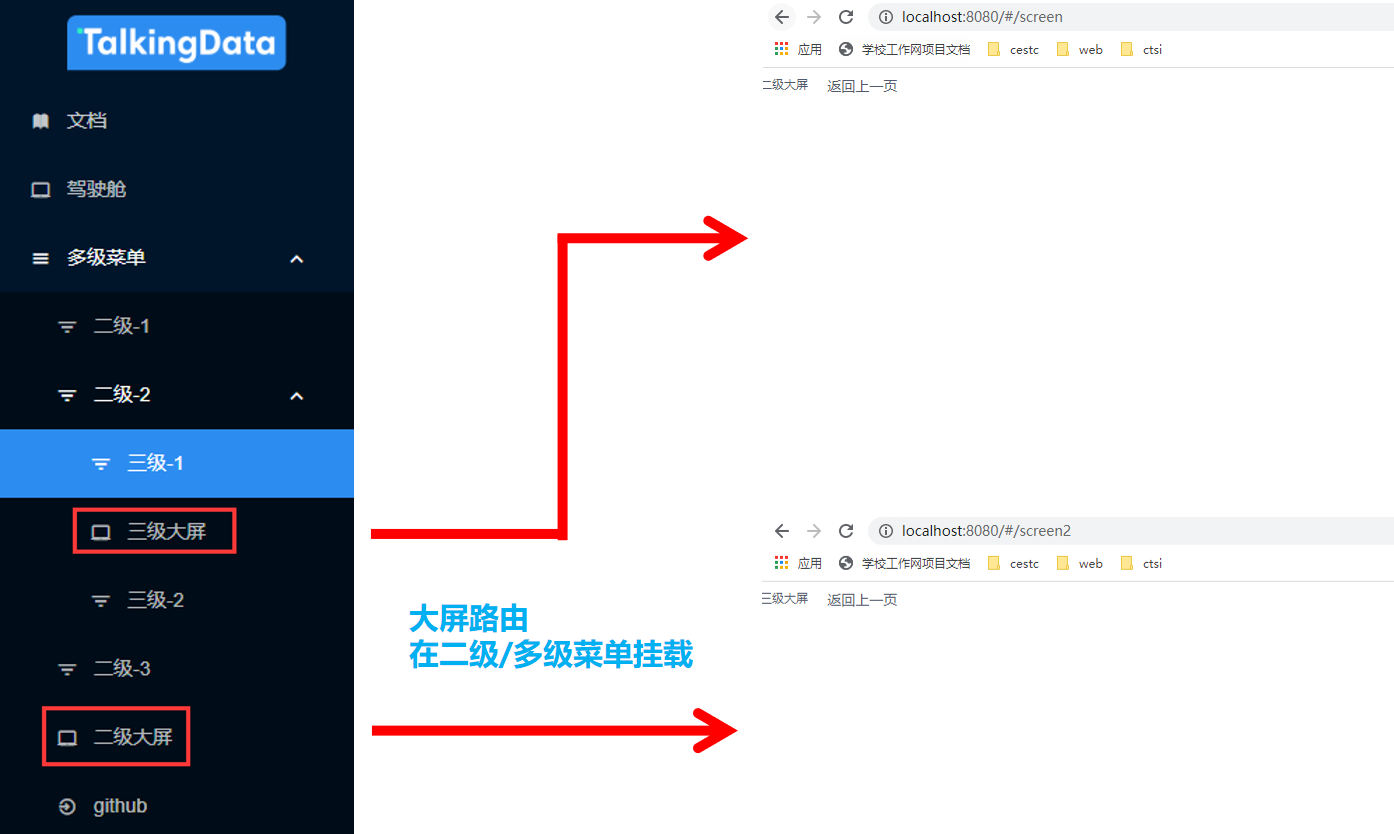 TalkingData
文档
驾驶舱
多级菜单
二级-1
二级-2
三级-1
三级大屏
三级-2
二级-3
二级大屏
github
大屏路由
在二级/多级菜单挂载
localhost:8080/#/screen
应用 学校工作网项目文档 cestc web ctsi
二级大屏 返回上一页
localhost:8080/#/screen2
应用 学校工作网项目文档 cestc web ctsi
三级大屏 返回上一页